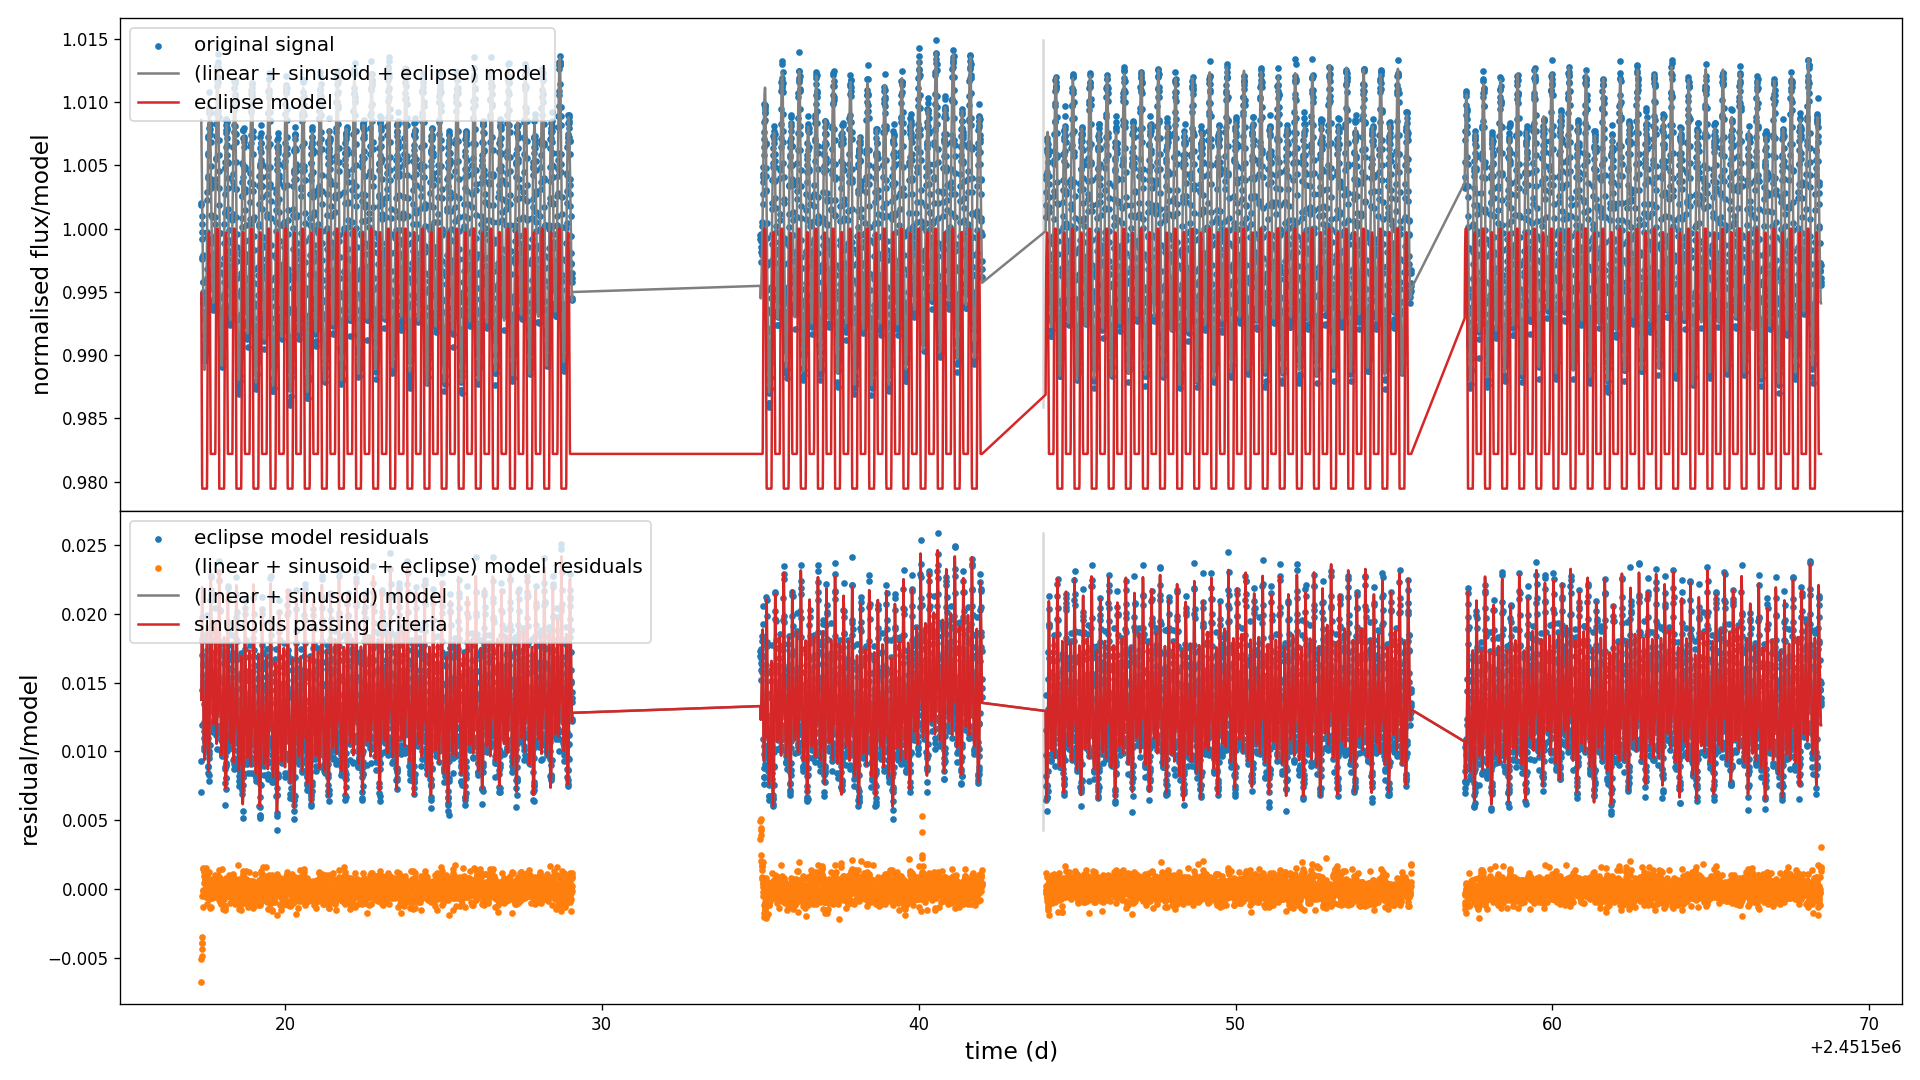 original signal
(linear + sinusoid + eclipse) model
eclipse model
1.015
1.010
1.005
1.000
0.995
0.990
0.985
0.980
normalised flux/model
eclipse model residuals
(linear + sinusoid + eclipse) model residuals
(linear + sinusoid) model
sinusoids passing criteria
0.025
0.020
0.015
0.010
0.005
0.000
−0.005
residual/model
20 30 40 50 60 70
time (d)
+2.4515e6